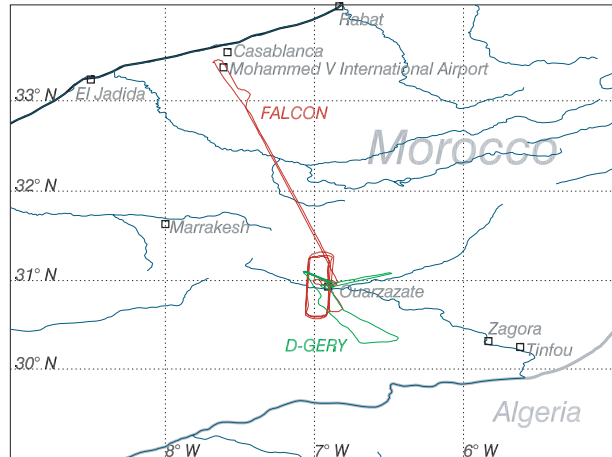 Rabat
Casablanca
Mohammed V International Airport
El Jadida
33° N
FALCON
Morocco
32° N
Marrakesh
31° N
Ouarzazate
Zagora
D-GERY
Tinfou
30° N
Algeria
8° W
7° W
6° W